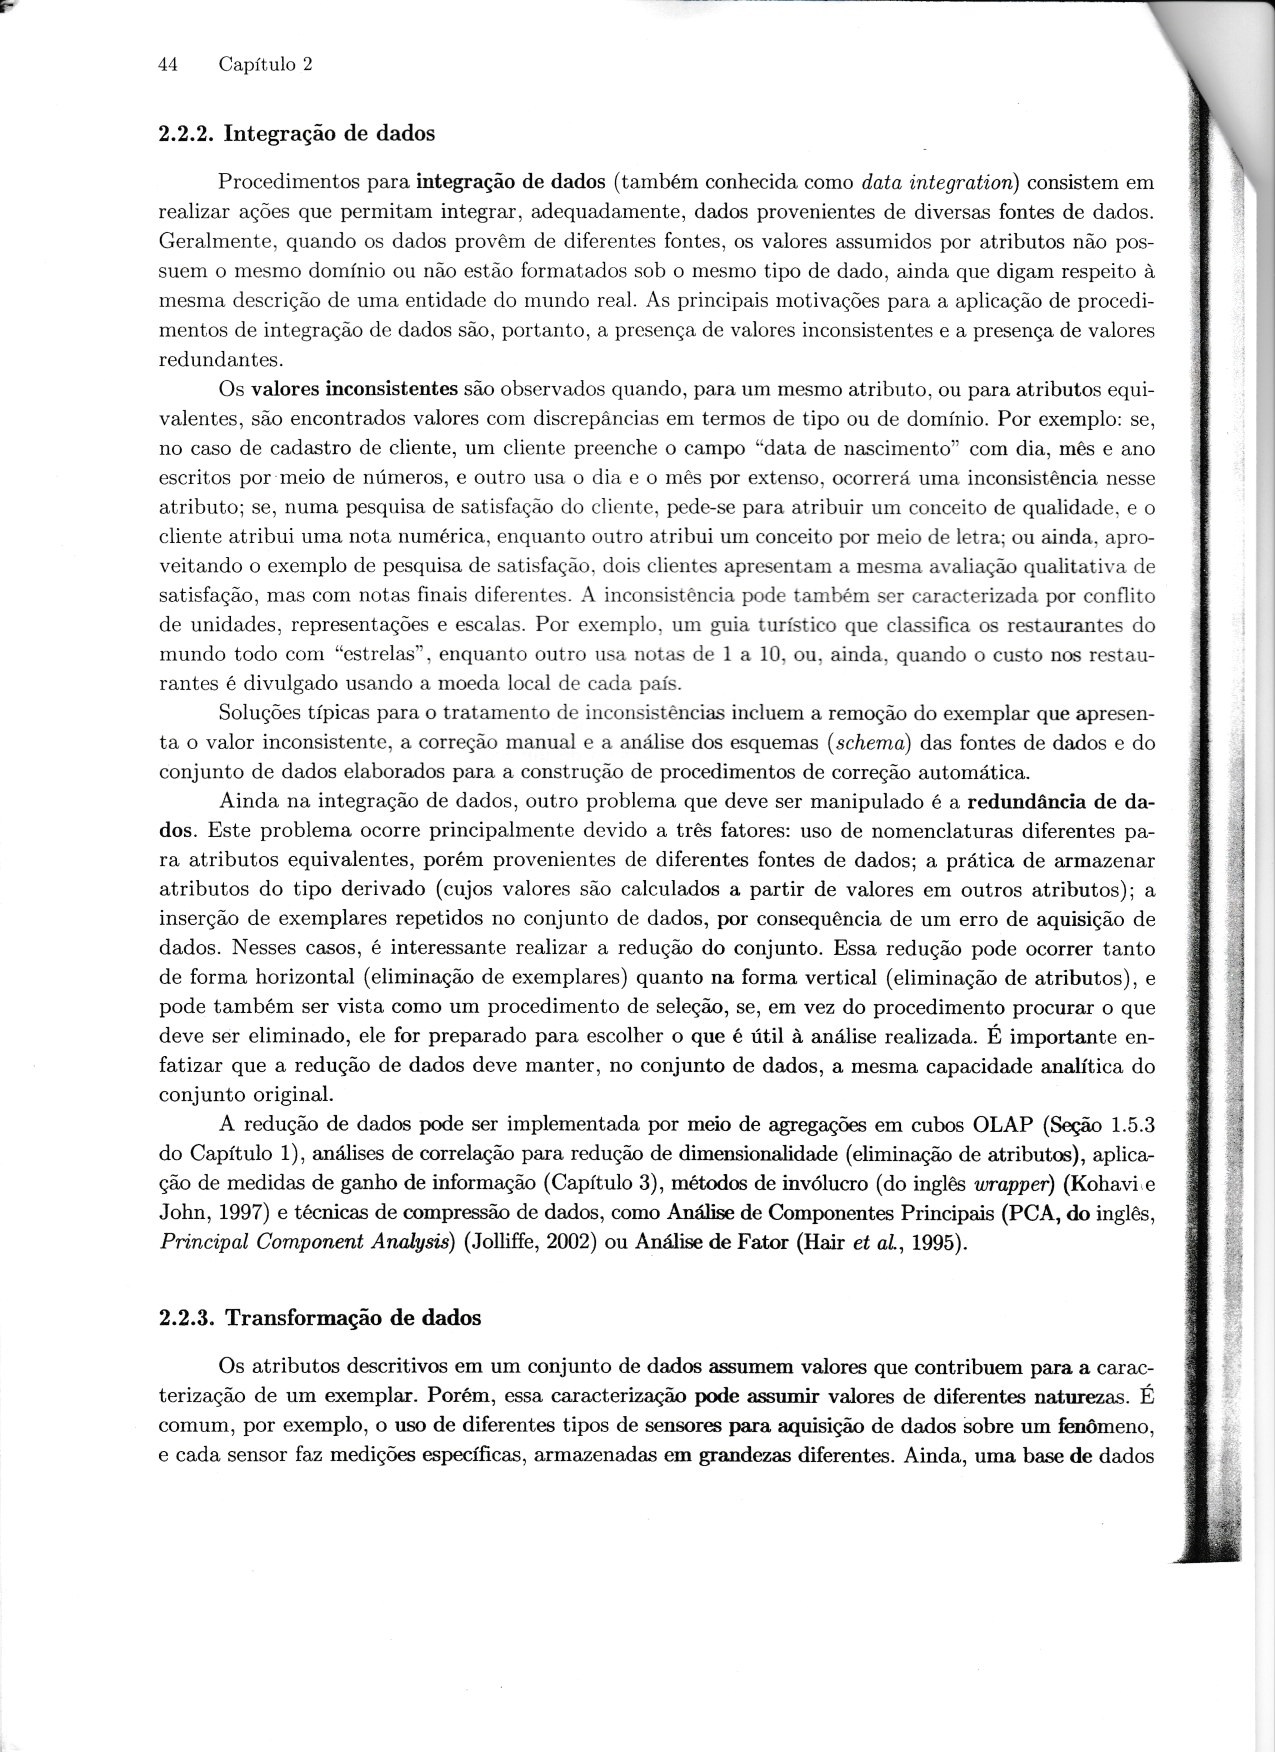 44 Capítulo 2
2.2.2. Integração de dados
Procedimentos para integração de dados (também conhecida como data integration) consistem em
realizar ações que permitam integrar, adequadamente, dados provenientes de diversas fontes de dados.
Geralmente, quando os dados provêm de diferentes fontes, os valores assumidos por atributos não pos-
suem o mesmo domínio ou não estão formatados sob o mesmo tipo de dado, ainda que digam respeito à
mesma descrição de uma entidade do mundo real. As principais motivações para a aplicação de procedi-
mentos de integração de dados são, portanto, a presença de valores inconsistentes e a presença de valores
redundantes.
Os valores inconsistentes são observados quando, para um mesmo atributo, ou para atributos equi-
valentes, são encontrados valores com discrepâncias em termos de tipo ou de domínio. Por exemplo: se,
no caso de cadastro de cliente, um cliente preenche o campo “data de nascimento” com dia, mês e ano
escritos por meio de números, e outro usa o dia e o mês por extenso, ocorrerá uma inconsistência nesse
atributo; se, numa pesquisa de satisfação do cliente, pede-se para atribuir um conceito de qualidade, e o
cliente atribui uma nota numérica, enquanto outro atribui um conceito por meio de letra; ou ainda, apro-
veitando o exemplo de pesquisa de satisfação, dois clientes apresentam a mesma avaliação qualitativa de
satisfação, mas com notas finais diferentes. A inconsistência pode também ser caracterizada por conflito
de unidades, representações e escalas. Por exemplo, um guia turístico que classifica os restaurantes do
mundo todo com “estrelas”, enquanto outro usa notas de 1 a 10, ou, ainda, quando o custo nos restau-
rantes é divulgado usando a moeda local de cada país.
Soluções típicas para o tratamento de inconsistências incluem a remoção do exemplar que apresen-
ta o valor inconsistente, a correção manual e a análise dos esquemas (schema) das fontes de dados e do
conjunto de dados elaborados para a construção de procedimentos de correção automática.
Ainda na integração de dados, outro problema que deve ser manipulado é a redundância de da-
dos. Este problema ocorre principalmente devido a três fatores: uso de nomenclaturas diferentes pa-
ra atributos equivalentes, porém provenientes de diferentes fontes de dados; a prática de armazenar
atributos do tipo derivado (cujos valores são calculados a partir de valores em outros atributos); a
inserção de exemplares repetidos no conjunto de dados, por consequência de um erro de aquisição de
dados. Nesses casos, é interessante realizar a redução do conjunto. Essa redução pode ocorrer tanto
de forma horizontal (eliminação de exemplares) quanto na forma vertical (eliminação de atributos), e
pode também ser vista como um procedimento de seleção, se, em vez do procedimento procurar o que
deve ser eliminado, ele for preparado para escolher o que é útil à análise realizada. É importante en-
fatizar que a redução de dados deve manter, no conjunto de dados, a mesma capacidade analítica do
conjunto original.
A redução de dados pode ser implementada por meio de agregações em cubos OLAP (Seção 1.5.3
do Capítulo 1), análises de correlação para redução de dimensionalidade (eliminação de atributos), aplica-
ção de medidas de ganho de informação (Capítulo 3), métodos de invólucro (do inglês wrapper) (Kohavi e
John, 1997) e técnicas de compressão de dados, como Análise de Componentes Principais (PCA, do inglês,
Principal Component Analysis) (Jolliffe, 2002) ou Análise de Fator (Hair et al., 1995).
2.2.3. Transformação de dados
Os atributos descritivos em um conjunto de dados assumem valores que contribuem para a carac-
terização de um exemplar. Porém, essa caracterização pode assumir valores de diferentes naturezas. É
comum, por exemplo, o uso de diferentes tipos de sensores para aquisição de dados sobre um fenômeno,
e cada sensor faz medições específicas, armazenadas em grandezas diferentes. Ainda, uma base de dados